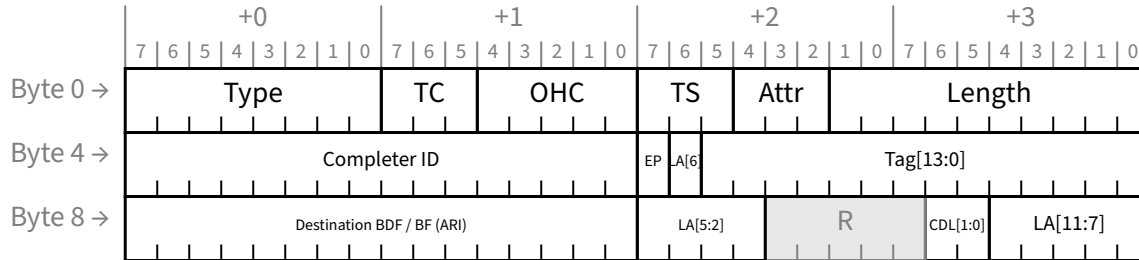 +0 +1 +2 +3
7 6 5 4 3 2 1 0 7 6 5 4 3 2 1 0 7 6 5 4 3 2 1 0 7 6 5 4 3 2 1 0
Byte 0 → Type TC OHC TS Attr Length
Byte 4 → Completer ID EP LA[6] Tag[13:0]
Byte 8 → Destination BDF / BF (ARI) LA[5:2] R CDL[1:0] LA[11:7]